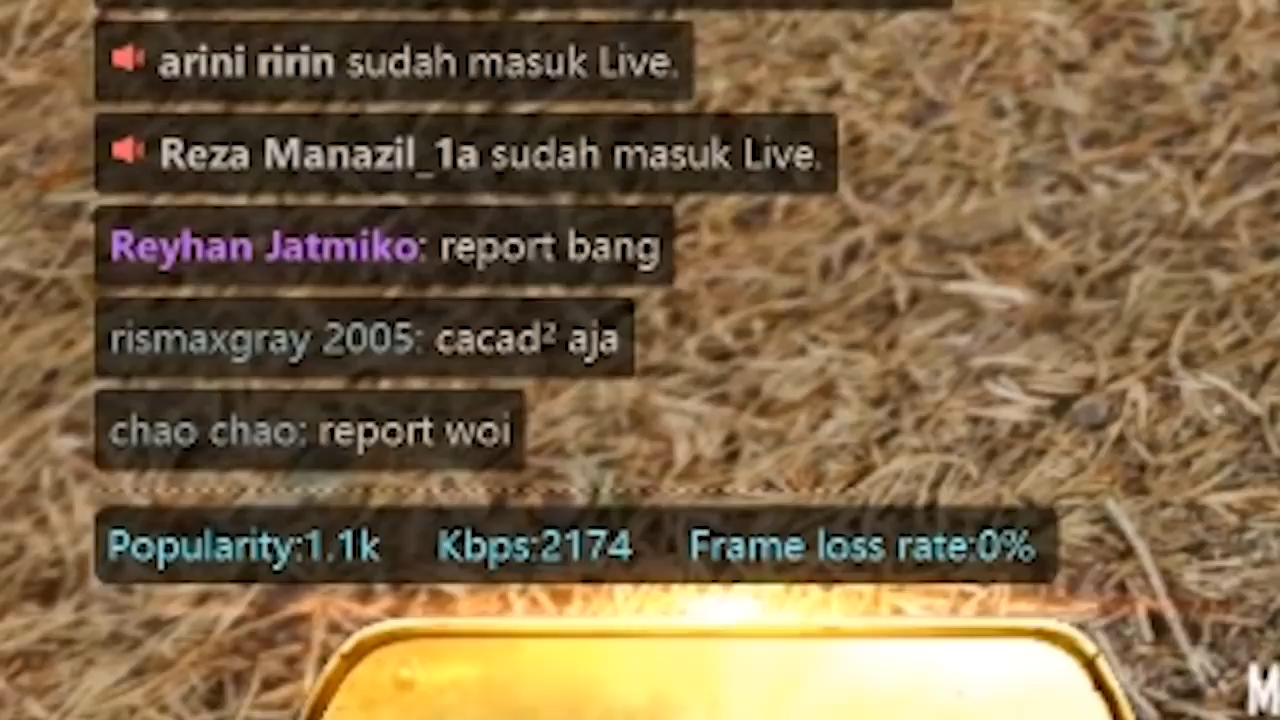 arini ririn sudah masuk Live.
Reza Manazil_1a sudah masuk Live.
Reyhan Jatmiko: report bang
rismaxgray 2005: cacad² aja
chao chao: report woi
Popularity:1.1k Kbps:2174 Frame loss rate:0%
M